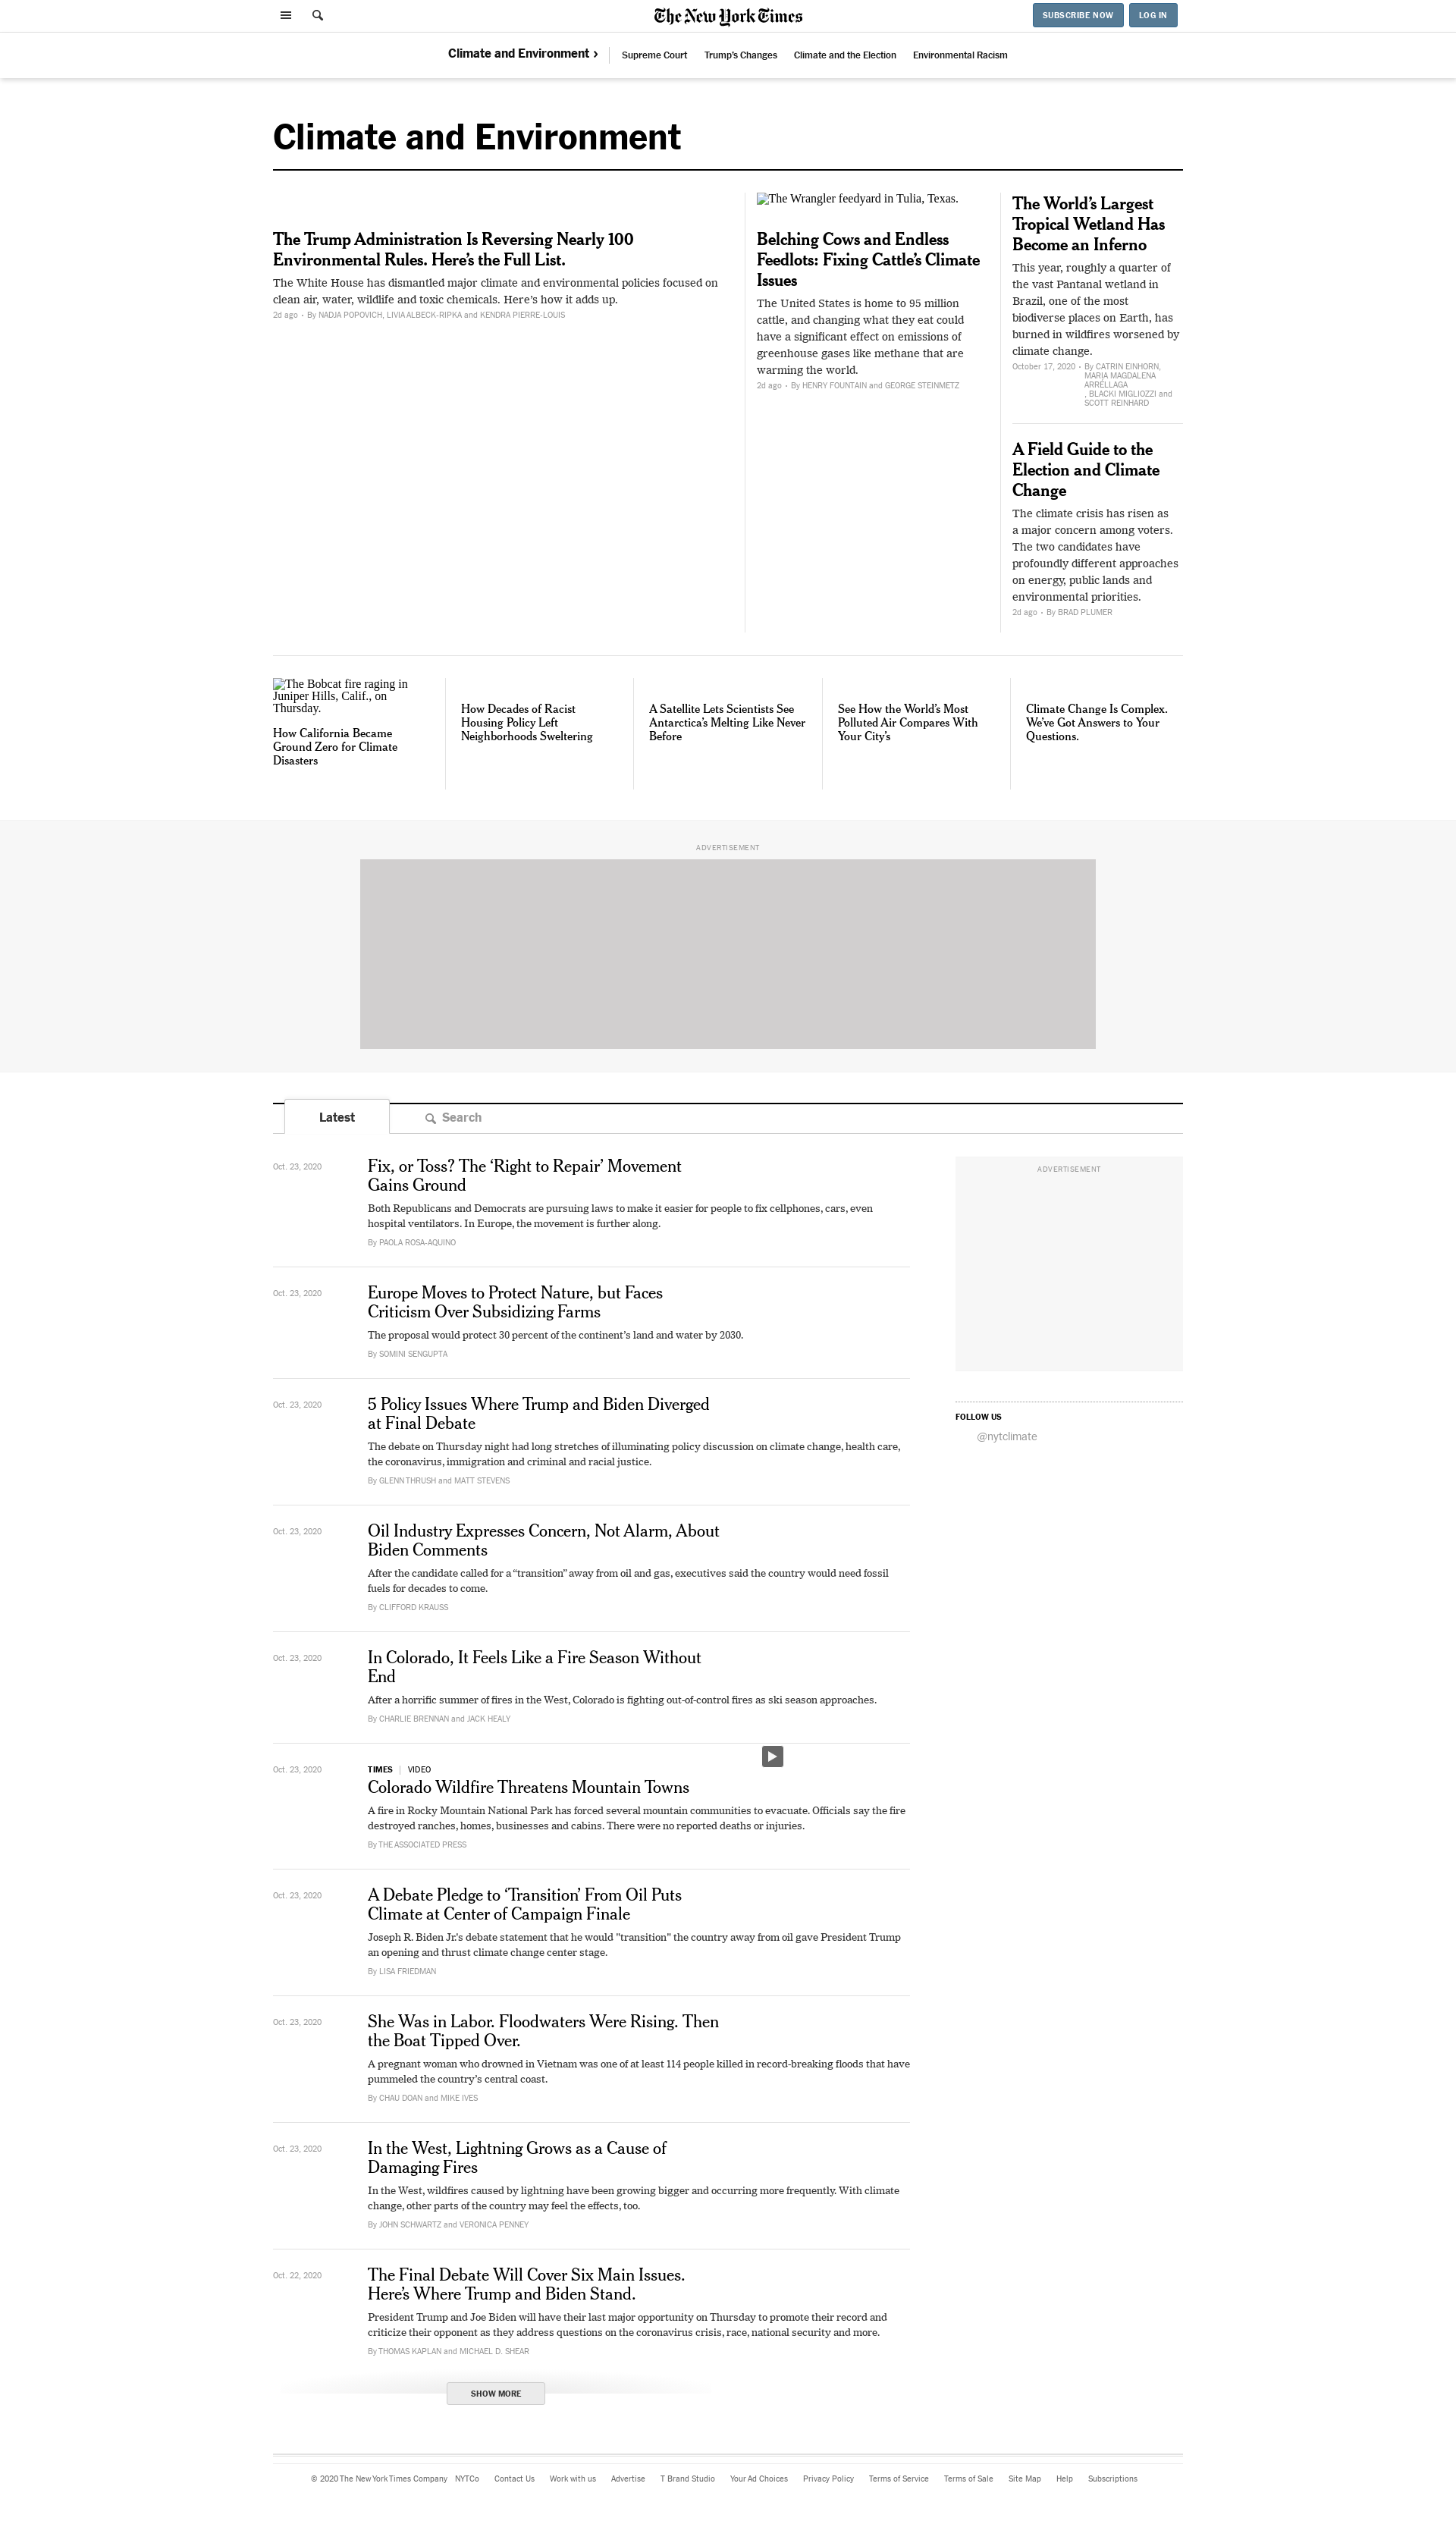 The New York Times
SUBSCRIBE NOW
LOG IN
Climate and Environment ›
Supreme Court
Trump's Changes
Climate and the Election
Environmental Racism
Climate and Environment
The Trump Administration Is Reversing Nearly 100
Environmental Rules. Here's the Full List.
The White House has dismantled major climate and environmental policies focused on
clean air, water, wildlife and toxic chemicals. Here's how it adds up.
2d ago • By NADJA POPOVICH, LIVIA ALBECK-RIPKA and KENDRA PIERRE-LOUIS
The Wrangler feedyard in Tulia, Texas.
Belching Cows and Endless
Feedlots: Fixing Cattle's Climate
Issues
The United States is home to 95 million
cattle, and changing what they eat could
have a significant effect on emissions of
greenhouse gases like methane that are
warming the world.
2d ago • By HENRY FOUNTAIN and GEORGE STEINMETZ
The World's Largest
Tropical Wetland Has
Become an Inferno
This year, roughly a quarter of
the vast Pantanal wetland in
Brazil, one of the most
biodiverse places on Earth, has
burned in wildfires worsened by
climate change.
October 17, 2020 • By CATRIN EINHORN,
MARIA MAGDALENA
ARRÉLLAGA
, BLACKI MIGLIOZZI and
SCOTT REINHARD
A Field Guide to the
Election and Climate
Change
The climate crisis has risen as
a major concern among voters.
The two candidates have
profoundly different approaches
on energy, public lands and
environmental priorities.
2d ago • By BRAD PLUMER
The Bobcat fire raging in
Juniper Hills, Calif., on
Thursday.
How California Became
Ground Zero for Climate
Disasters
How Decades of Racist
Housing Policy Left
Neighborhoods Sweltering
A Satellite Lets Scientists See
Antarctica's Melting Like Never
Before
See How the World's Most
Polluted Air Compares With
Your City's
Climate Change Is Complex.
We've Got Answers to Your
Questions.
ADVERTISEMENT
Latest
Search
Oct. 23, 2020
Fix, or Toss? The 'Right to Repair' Movement
Gains Ground
Both Republicans and Democrats are pursuing laws to make it easier for people to fix cellphones, cars, even
hospital ventilators. In Europe, the movement is further along.
By PAOLA ROSA-AQUINO
Oct. 23, 2020
Europe Moves to Protect Nature, but Faces
Criticism Over Subsidizing Farms
The proposal would protect 30 percent of the continent's land and water by 2030.
By SOMINI SENGUPTA
Oct. 23, 2020
5 Policy Issues Where Trump and Biden Diverged
at Final Debate
The debate on Thursday night had long stretches of illuminating policy discussion on climate change, health care,
the coronavirus, immigration and criminal and racial justice.
By GLENN THRUSH and MATT STEVENS
Oct. 23, 2020
Oil Industry Expresses Concern, Not Alarm, About
Biden Comments
After the candidate called for a “transition” away from oil and gas, executives said the country would need fossil
fuels for decades to come.
By CLIFFORD KRAUSS
Oct. 23, 2020
In Colorado, It Feels Like a Fire Season Without
End
After a horrific summer of fires in the West, Colorado is fighting out-of-control fires as ski season approaches.
By CHARLIE BRENNAN and JACK HEALY
Oct. 23, 2020
TIMES | VIDEO
Colorado Wildfire Threatens Mountain Towns
A fire in Rocky Mountain National Park has forced several mountain communities to evacuate. Officials say the fire
destroyed ranches, homes, businesses and cabins. There were no reported deaths or injuries.
By THE ASSOCIATED PRESS
Oct. 23, 2020
A Debate Pledge to 'Transition' From Oil Puts
Climate at Center of Campaign Finale
Joseph R. Biden Jr.'s debate statement that he would "transition" the country away from oil gave President Trump
an opening and thrust climate change center stage.
By LISA FRIEDMAN
Oct. 23, 2020
She Was in Labor. Floodwaters Were Rising. Then
the Boat Tipped Over.
A pregnant woman who drowned in Vietnam was one of at least 114 people killed in record-breaking floods that have
pummeled the country's central coast.
By CHAU DOAN and MIKE IVES
Oct. 23, 2020
In the West, Lightning Grows as a Cause of
Damaging Fires
In the West, wildfires caused by lightning have been growing bigger and occurring more frequently. With climate
change, other parts of the country may feel the effects, too.
By JOHN SCHWARTZ and VERONICA PENNEY
Oct. 22, 2020
The Final Debate Will Cover Six Main Issues.
Here's Where Trump and Biden Stand.
President Trump and Joe Biden will have their last major opportunity on Thursday to promote their record and
criticize their opponent as they address questions on the coronavirus crisis, race, national security and more.
By THOMAS KAPLAN and MICHAEL D. SHEAR
SHOW MORE
ADVERTISEMENT
FOLLOW US
@nytclimate
© 2020 The New York Times Company NYTCo Contact Us Work with us Advertise T Brand Studio Your Ad Choices Privacy Policy Terms of Service Terms of Sale Site Map Help Subscriptions